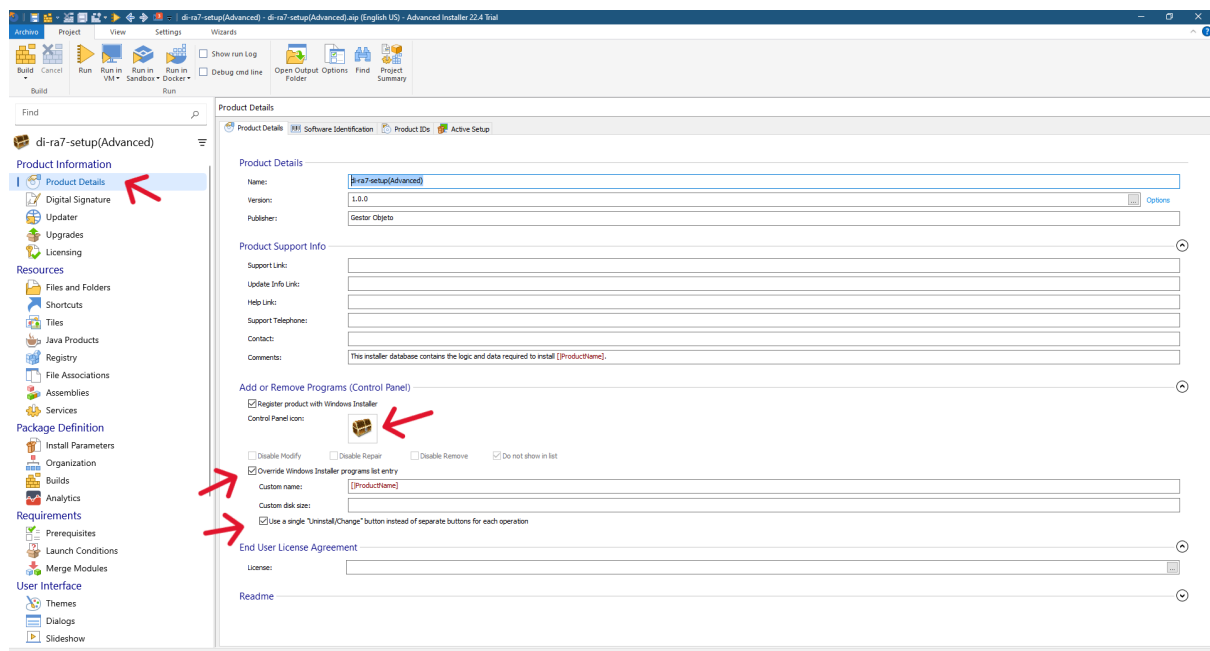 di-ra7-setup(Advanced) - di-ra7-setup(Advanced).aip (English US) - Advanced Installer 22.4 Trial
Archivo Project View Settings Wizards
Build Cancel Run Run in VM Run in Sandbox Run in Docker
Show run Log
Debug cmd line
Open Output Folder Options Find Project Summary
Build Run
Find
di-ra7-setup(Advanced)
Product Information
Product Details
Digital Signature
Updater
Upgrades
Licensing
Resources
Files and Folders
Shortcuts
Tiles
Java Products
Registry
File Associations
Assemblies
Services
Package Definition
Install Parameters
Organization
Builds
Analytics
Requirements
Prerequisites
Launch Conditions
Merge Modules
User Interface
Themes
Dialogs
Slideshow
Product Details
Product Details Software Identification Product IDs Active Setup
Product Details
Name: di-ra7-setup(Advanced)
Version: 1.0.0 ... Options
Publisher: Gestor Objeto
Product Support Info
Support Link:
Update Info Link:
Help Link:
Support Telephone:
Contact:
Comments: This installer database contains the logic and data required to install [|ProductName].
Add or Remove Programs (Control Panel)
Register product with Windows Installer
Control Panel icon:
Disable Modify Disable Repair Disable Remove Do not show in list
Override Windows Installer programs list entry
Custom name: [|ProductName]
Custom disk size:
Use a single "Uninstall/Change" button instead of separate buttons for each operation
End User License Agreement
License: ...
Readme